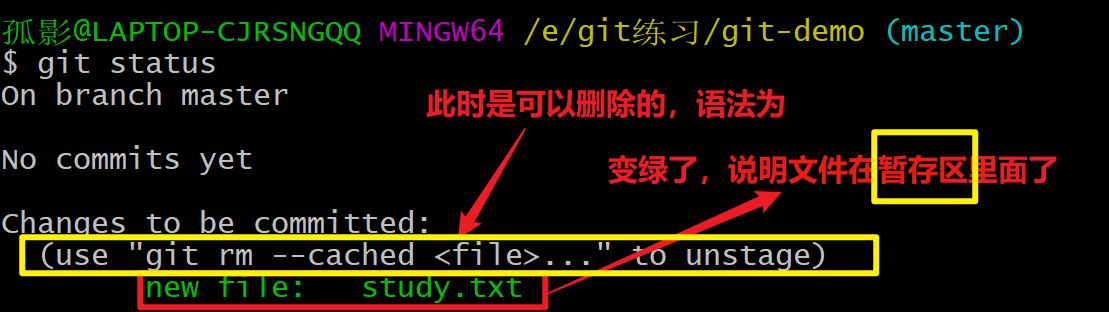 孤影@LAPTOP-CJRSNGQQ MINGW64 /e/git练习/git-demo (master)
$ git status
On branch master
此时是可以删除的，语法为
No commits yet
变绿了，说明文件在暂存区里面了
Changes to be committed:
(use "git rm --cached <file>..." to unstage)
new file:   study.txt